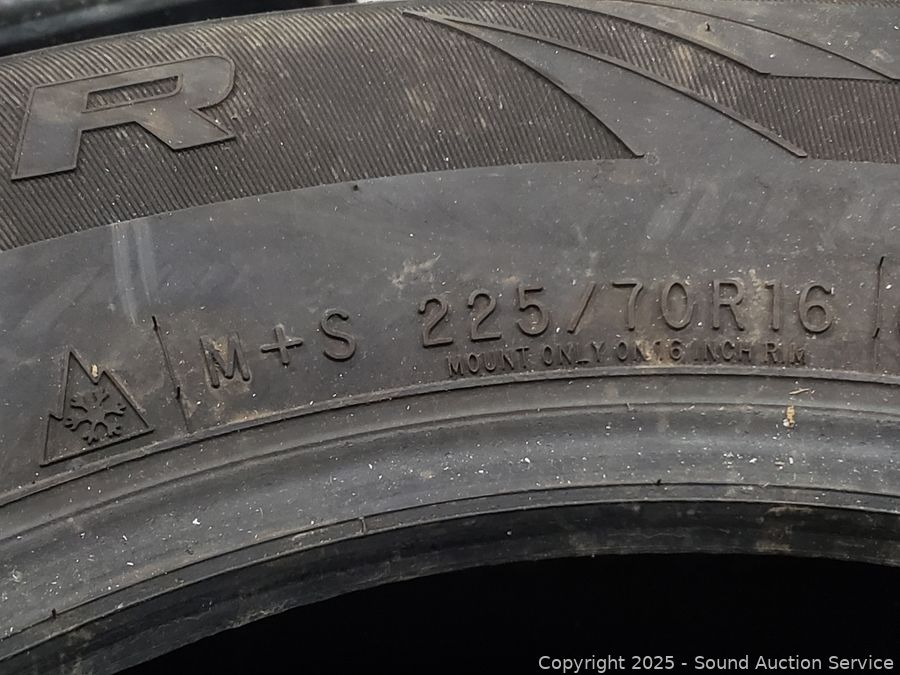 R
M+S 225/70R16
MOUNT ONLY ON 16 INCH RIM
Copyright © 2025 - Sound Auction Service